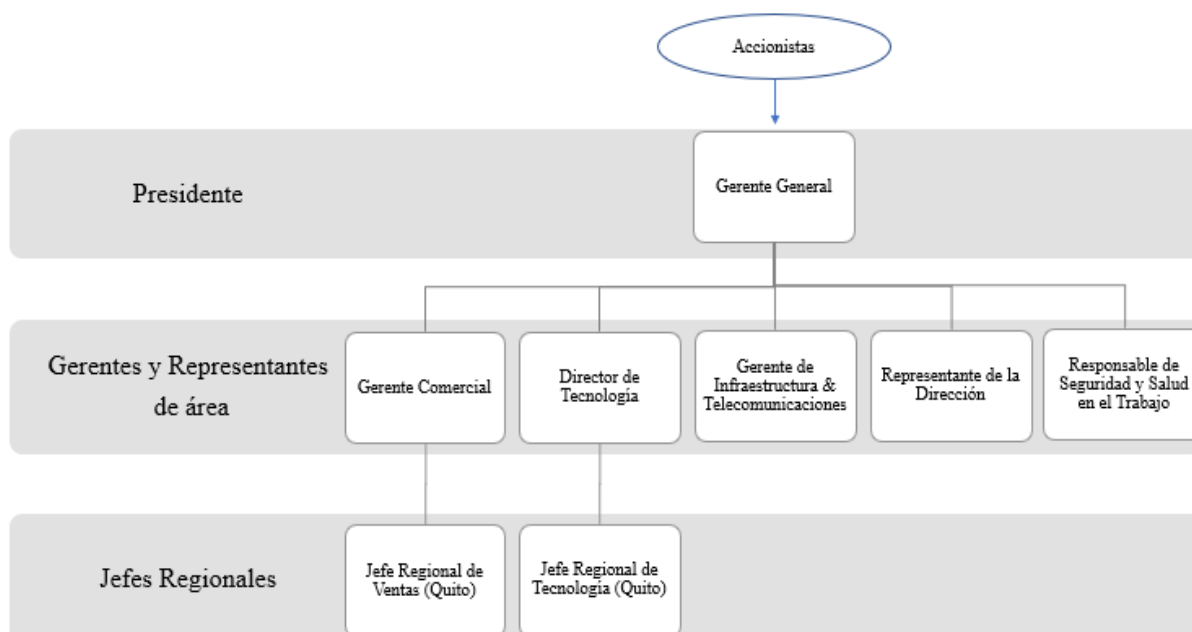 Accionistas
Presidente
Gerente General
Gerentes y Representantes
de área
Gerente Comercial
Director de
Tecnología
Gerente de
Infraestructura &
Telecomunicaciones
Representante de la
Dirección
Responsable de
Seguridad y Salud
en el Trabajo
Jefes Regionales
Jefe Regional de
Ventas (Quito)
Jefe Regional de
Tecnología (Quito)